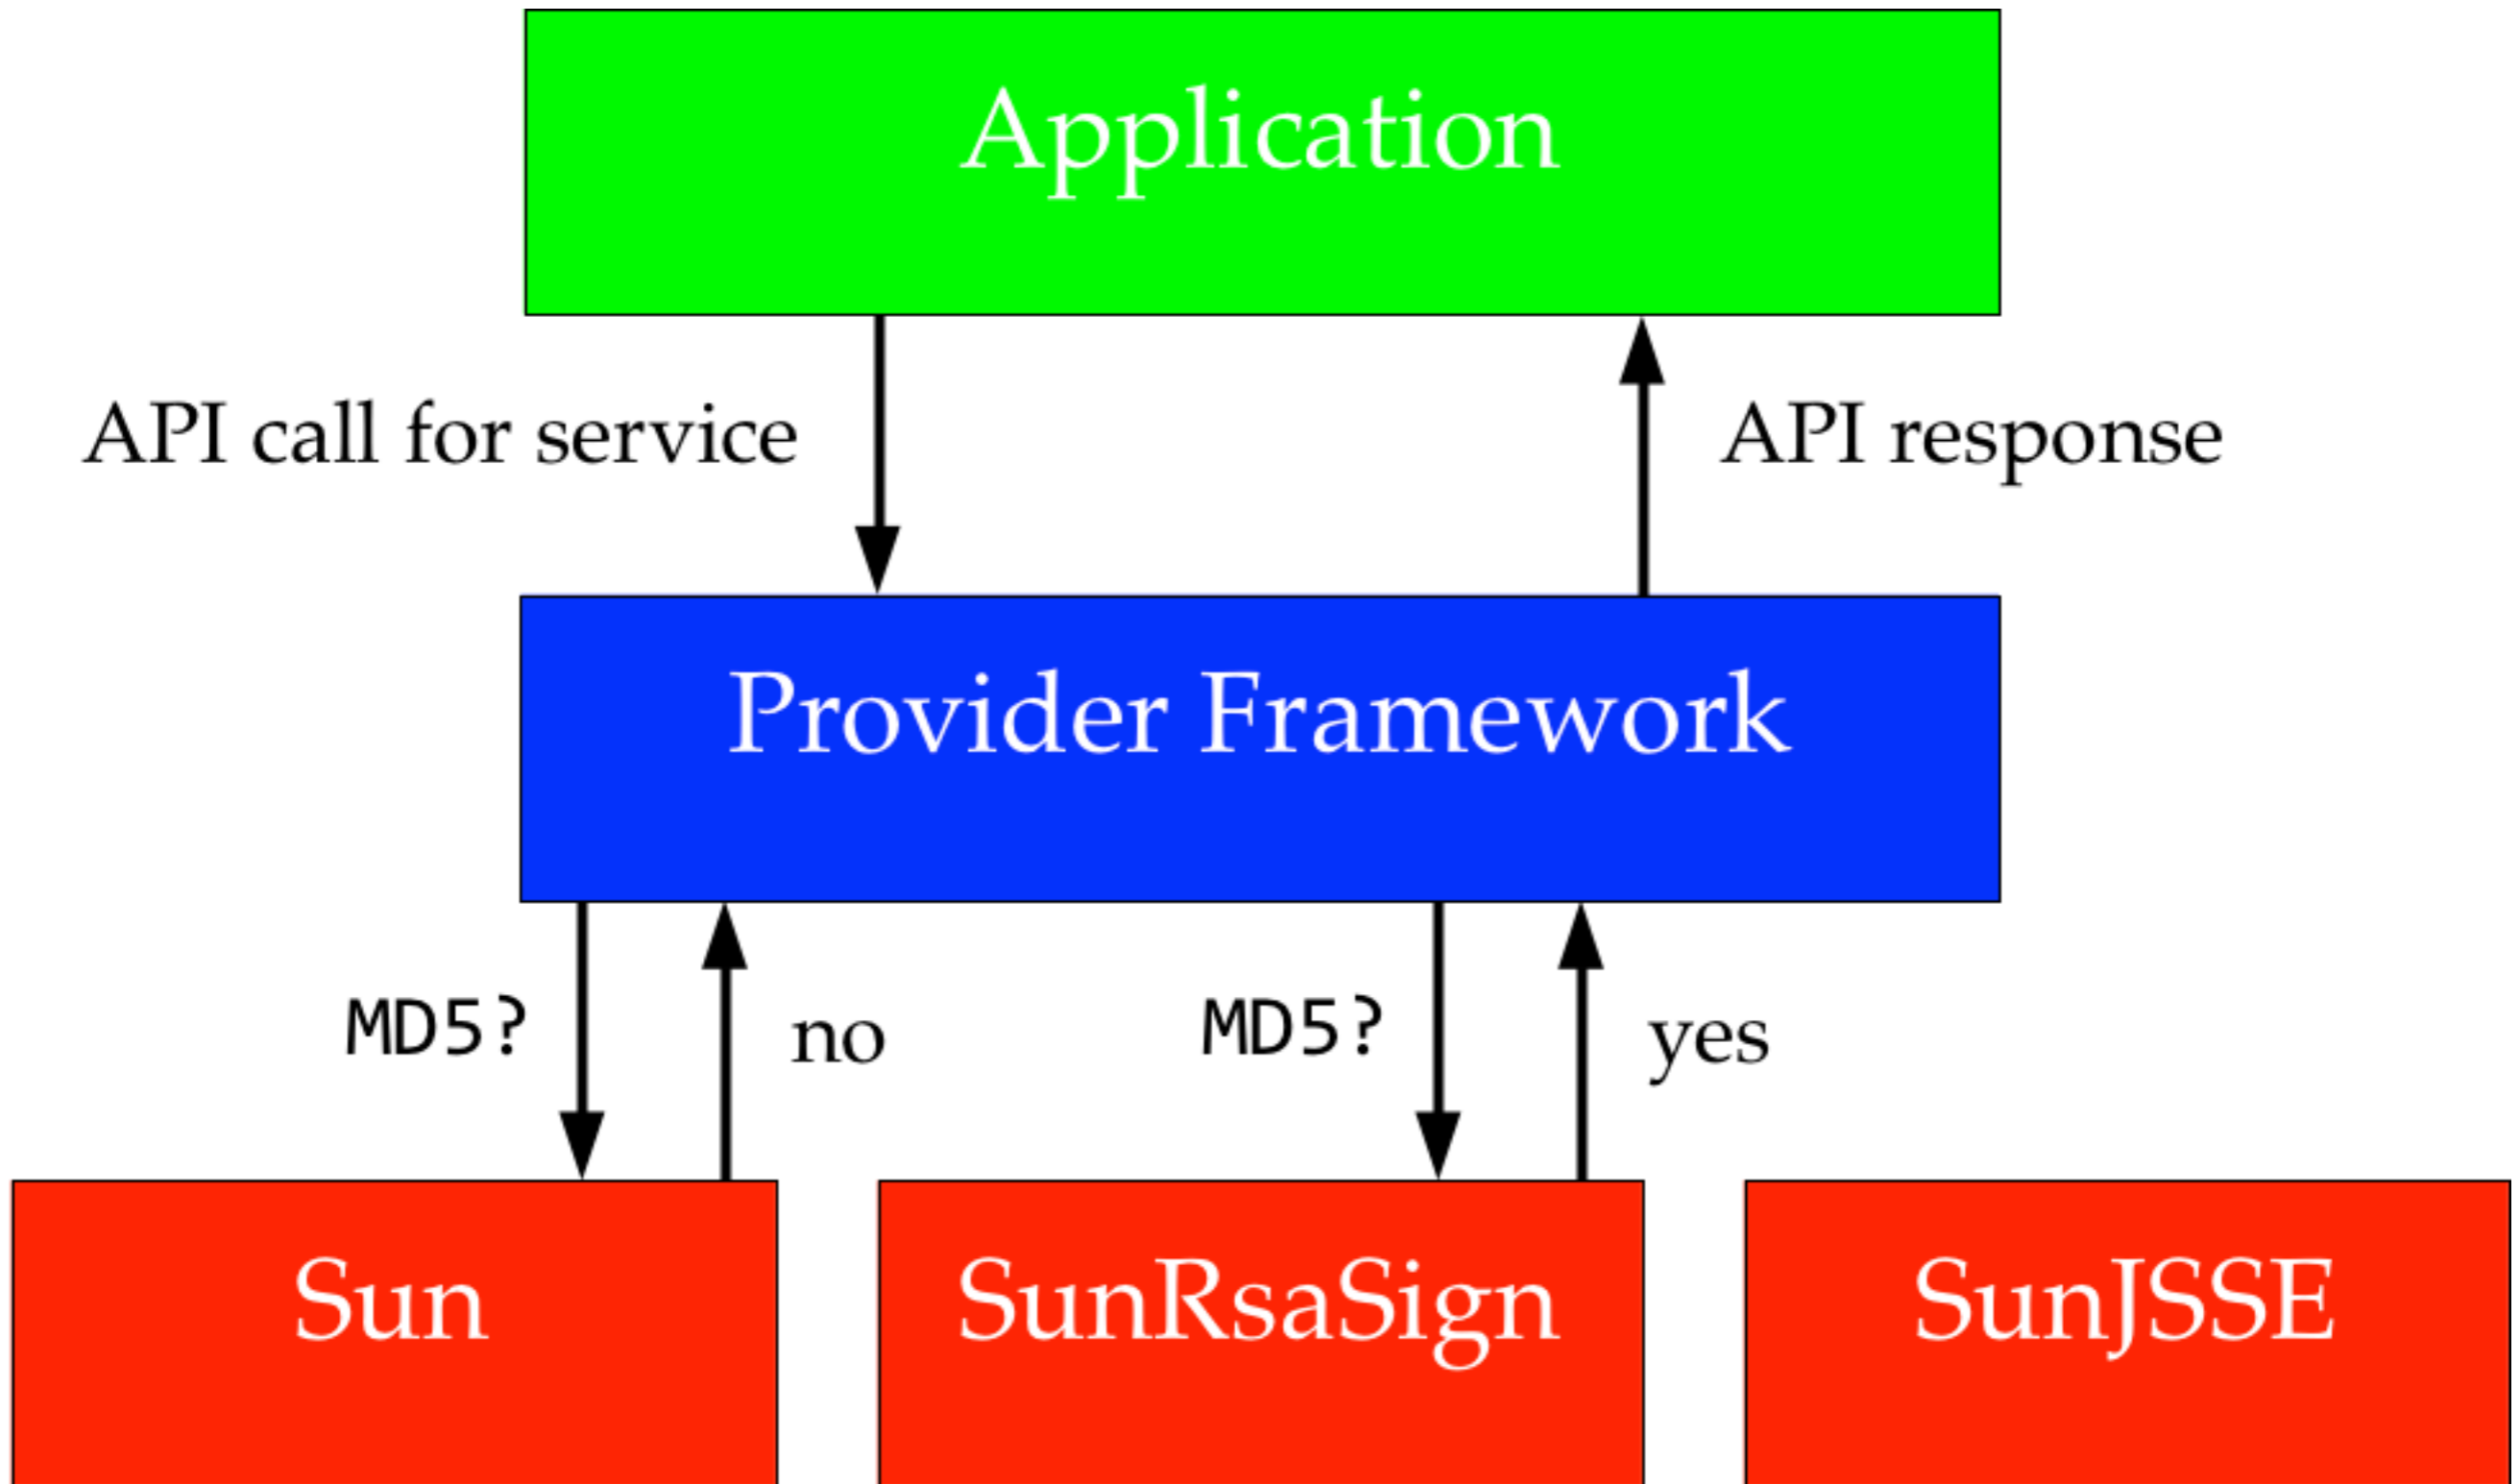 Application
API call for service
API response
Provider Framework
MD5?
no
MD5?
yes
Sun
SunRsaSign
SunJSSE